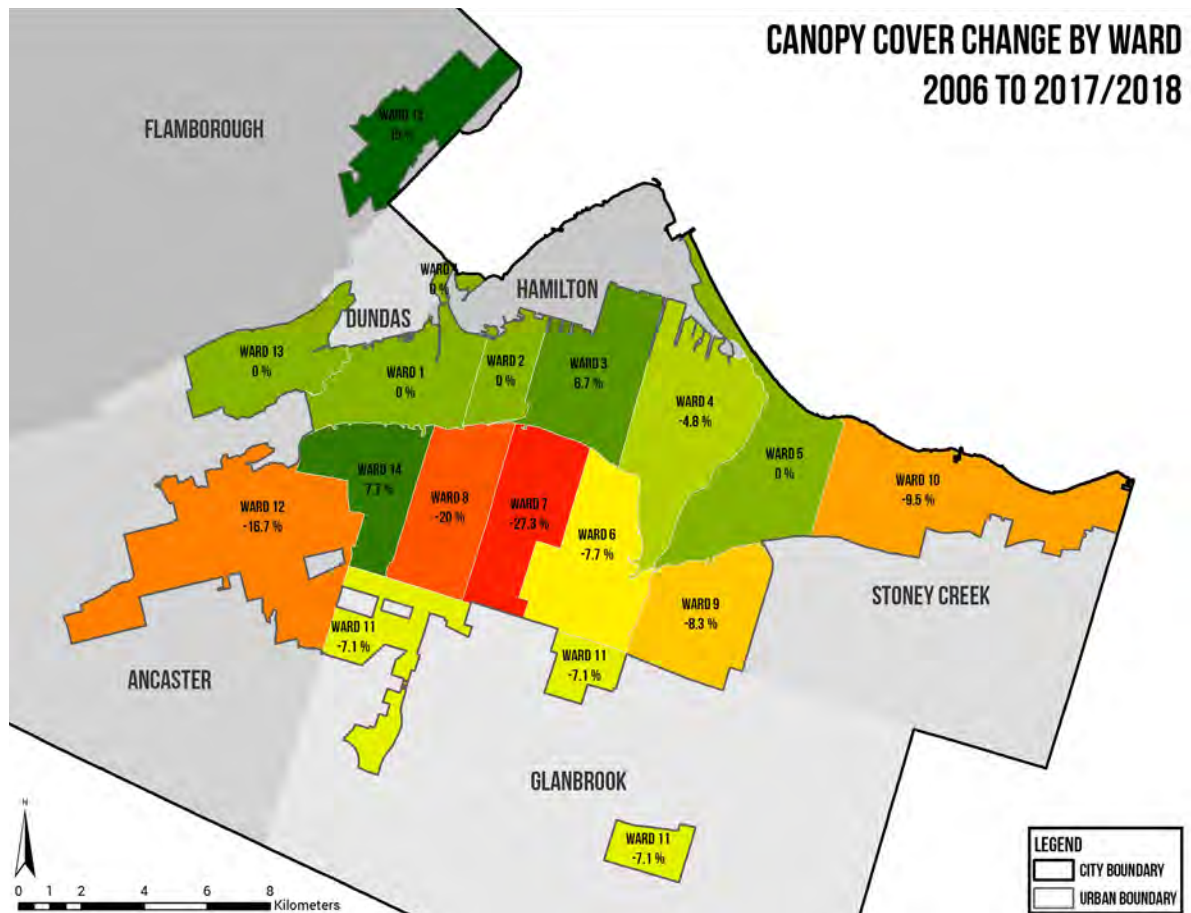 CANOPY COVER CHANGE BY WARD
2006 TO 2017/2018
FLAMBOROUGH
WARD
HAMILTON
WARD
0 %
DUNDAS
WARD 13
0 %
WARD 1
0 %
WARD 2
0 %
WARD 3
6.7 %
WARD 4
-4.8 %
WARD 5
0 %
WARD 10
-9.5 %
WARD 14
7.7 %
WARD 8
-20 %
WARD 7
-27.3 %
WARD 6
-7.7 %
WARD 12
-16.7 %
WARD 9
-8.3 %
STONEY CREEK
WARD 11
-7.1 %
WARD 11
-7.1 %
ANCASTER
GLANBROOK
WARD 11
-7.1 %
N
0 1 2 4 6 8
Kilometers
LEGEND
CITY BOUNDARY
URBAN BOUNDARY